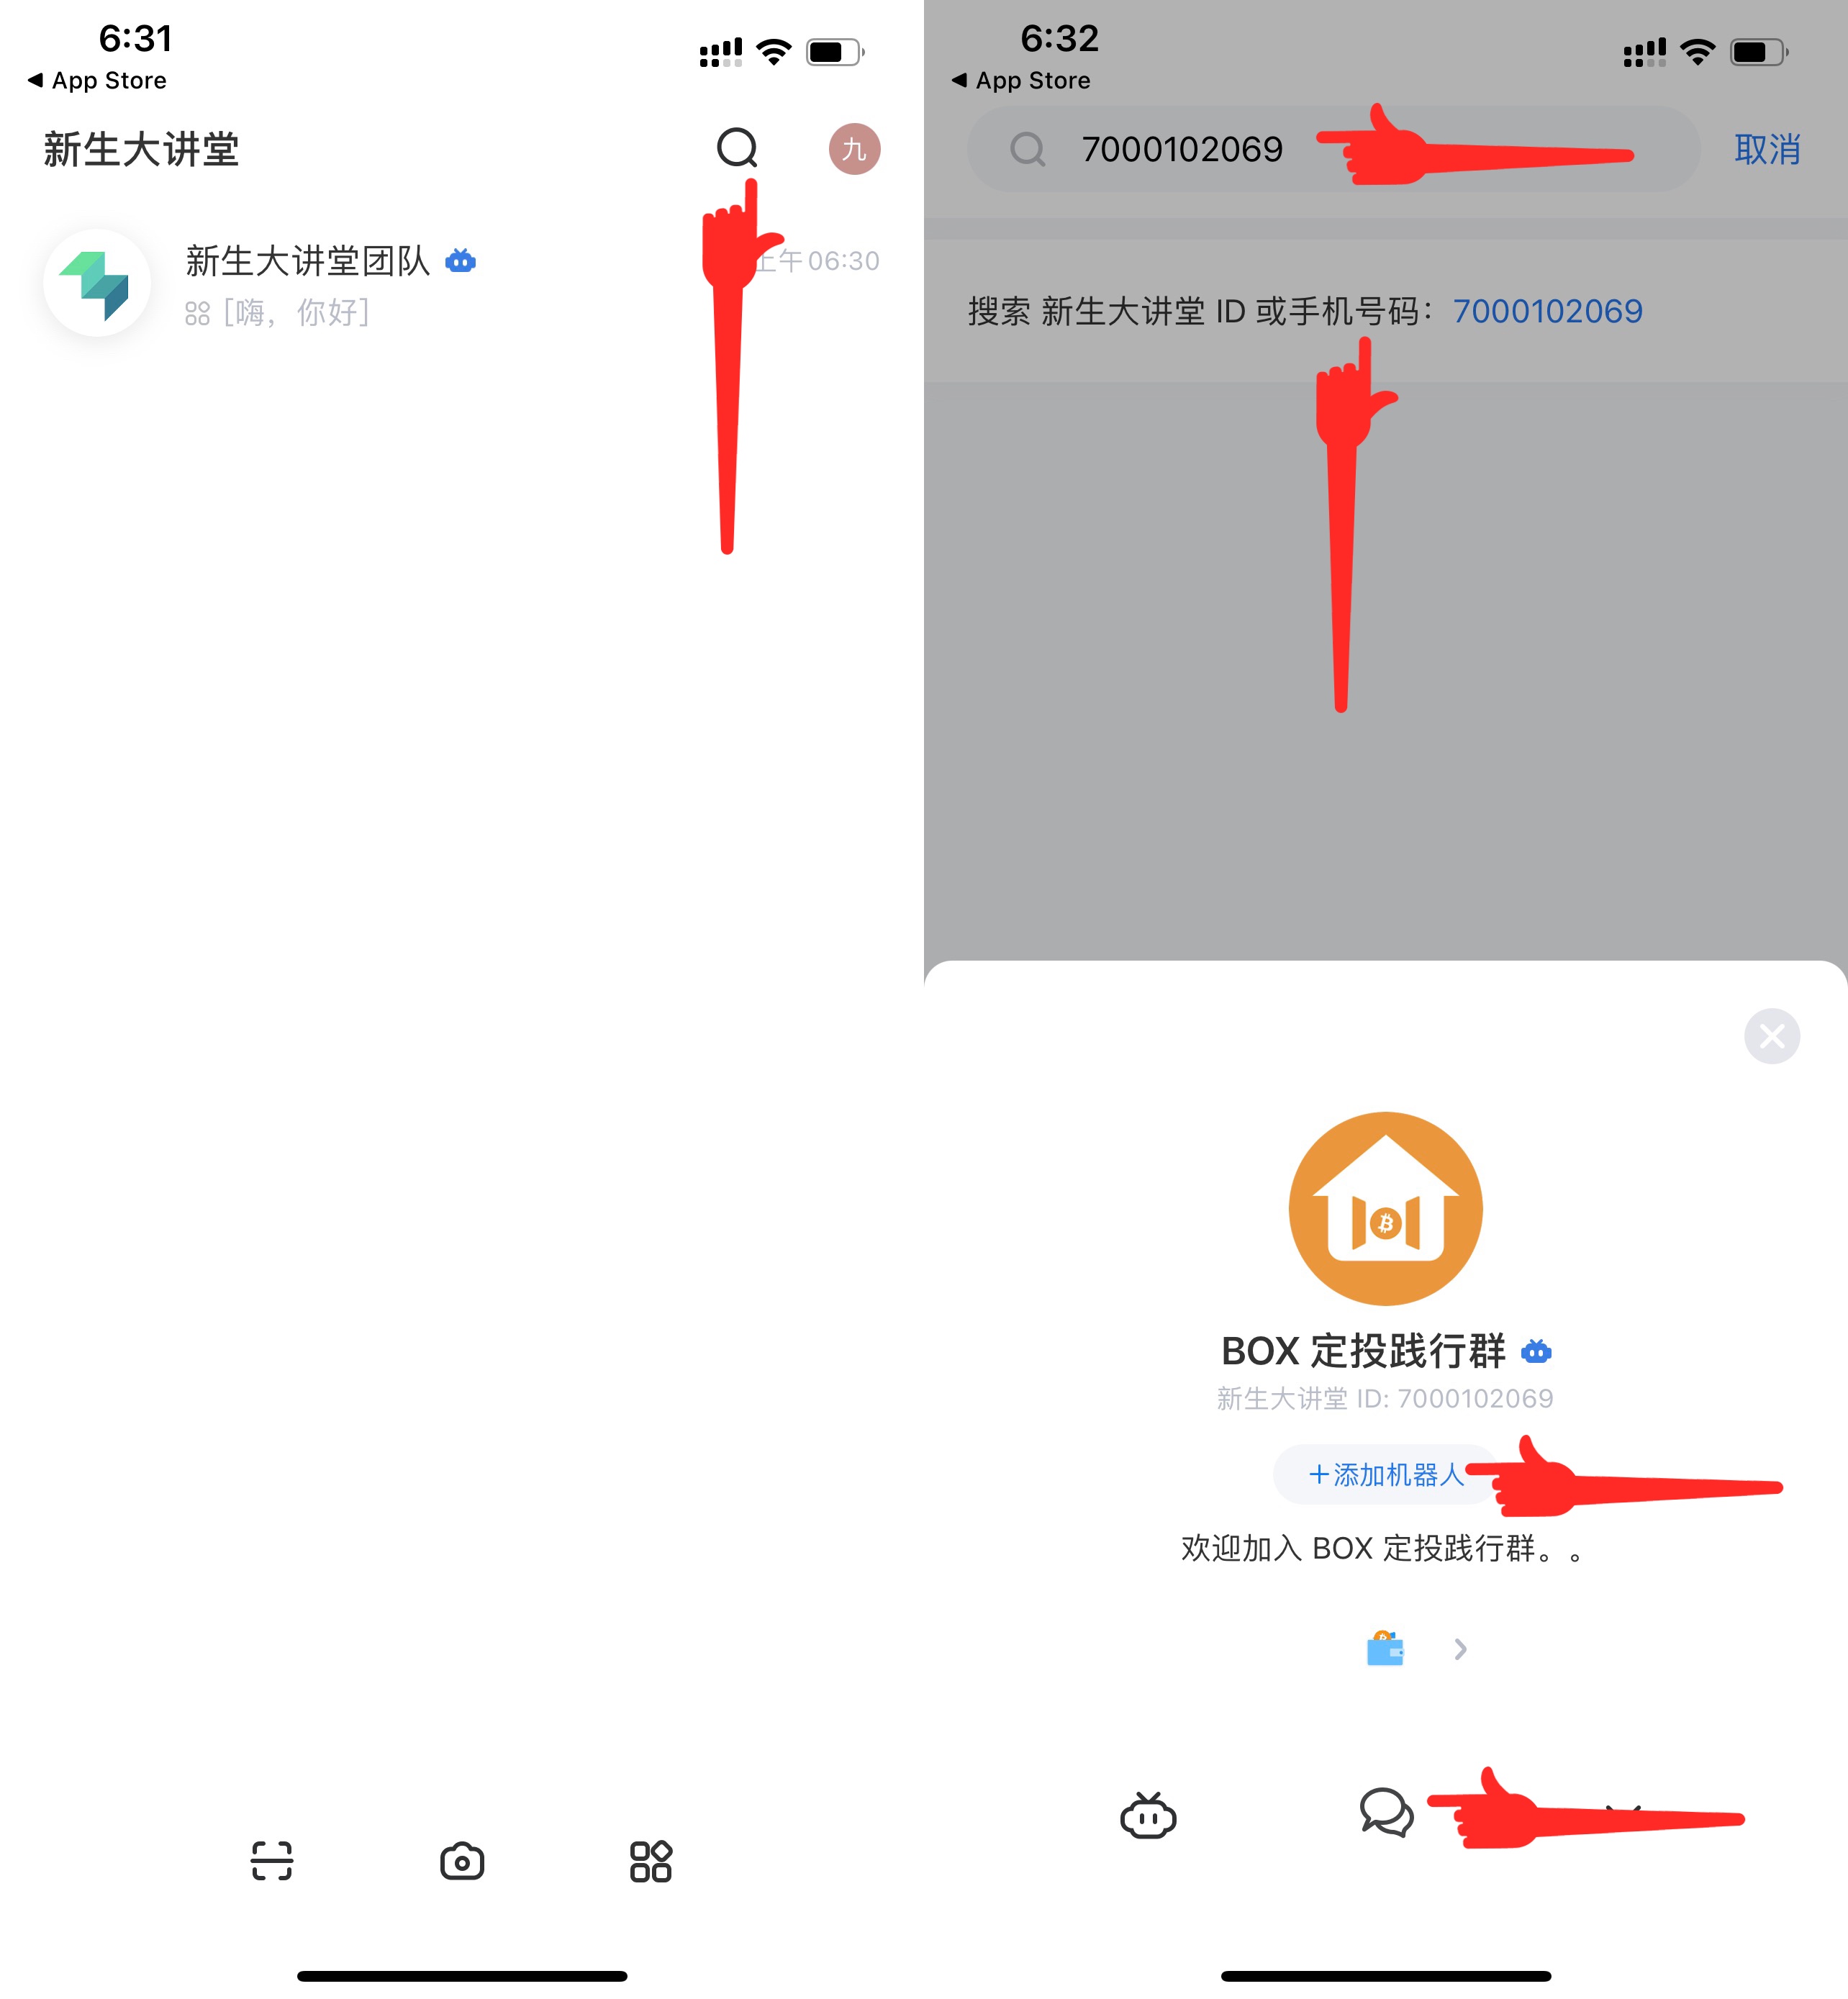 6:31
App Store
新生大讲堂
九
新生大讲堂团队
上午 06:30
[嗨，你好]
6:32
App Store
7000102069
取消
搜索 新生大讲堂 ID 或手机号码：7000102069
BOX 定投践行群
新生大讲堂 ID: 7000102069
+添加机器人
欢迎加入 BOX 定投践行群。。